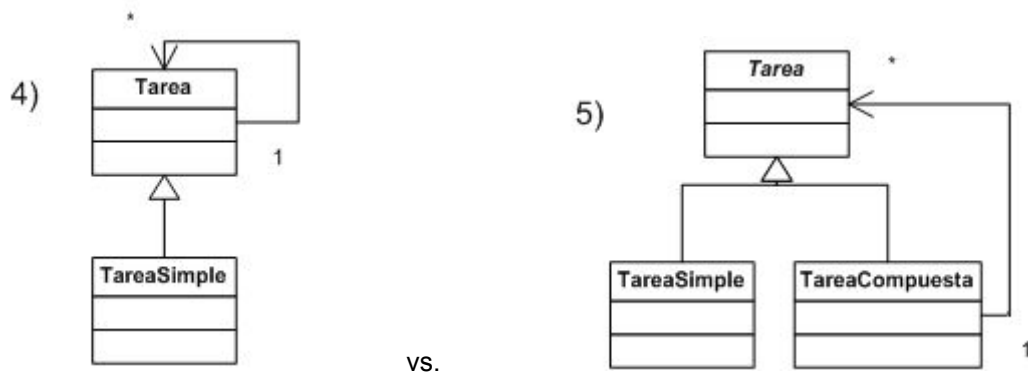 *
4)
Tarea
1
TareaSimple
vs.
5)
Tarea
*
TareaSimple
TareaCompuesta
1